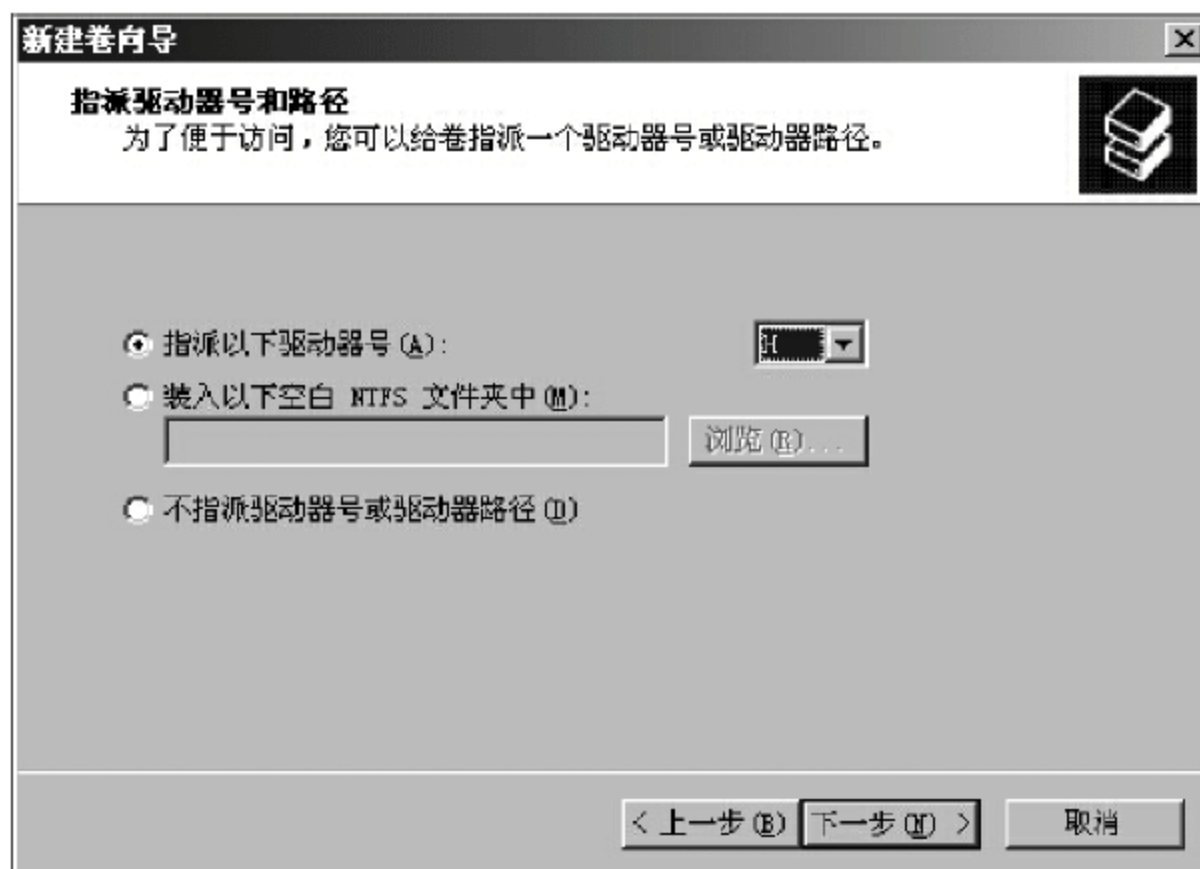 新建卷向导
指派驱动器号和路径
为了便于访问，您可以给卷指派一个驱动器号或驱动器路径。
指派以下驱动器号(A): H
装入以下空白 NTFS 文件夹中(M):
浏览(R)...
不指派驱动器号或驱动器路径(D)
< 上一步(B) 下一步(N) > 取消